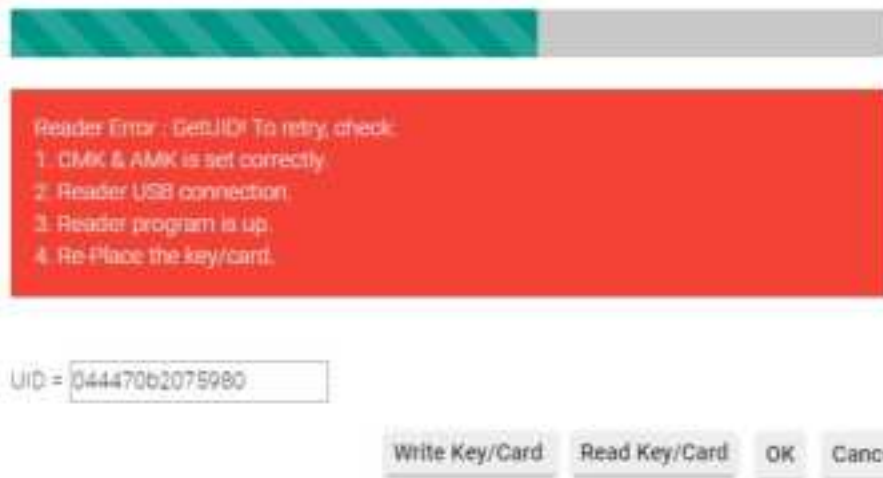 Reader Error : GetUID! To retry, check:
1. CMK & AMK is set correctly.
2. Reader USB connection.
3. Reader program is up.
4. Re-Place the key/card.
UID = 044470b2075980
Write Key/Card Read Key/Card OK Canc